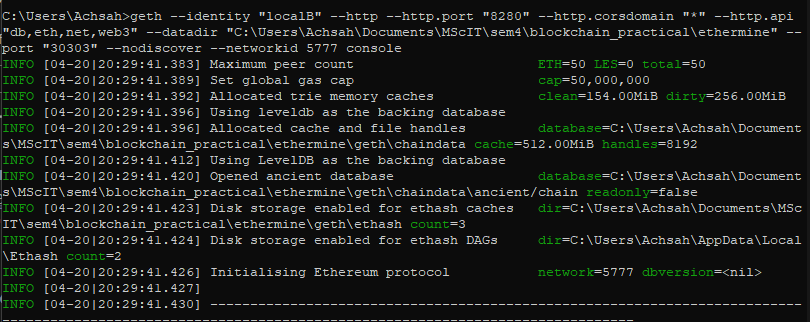 C:\Users\Achsah>geth --identity "localB" --http --http.port "8280" --http.corsdomain "*" --http.api
"db,eth,net,web3" --datadir "C:\Users\Achsah\Documents\MScIT\sem4\blockchain_practical\ethermine" --
port "30303" --nodiscover --networkid 5777 console
INFO [04-20|20:29:41.383] Maximum peer count                       ETH=50 LES=0 total=50
INFO [04-20|20:29:41.389] Set global gas cap                       cap=50,000,000
INFO [04-20|20:29:41.392] Allocated trie memory caches             clean=154.00MiB dirty=256.00MiB
INFO [04-20|20:29:41.396] Using leveldb as the backing database
INFO [04-20|20:29:41.396] Allocated cache and file handles         database=C:\Users\Achsah\Document
s\MScIT\sem4\blockchain_practical\ethermine\geth\chaindata cache=512.00MiB handles=8192
INFO [04-20|20:29:41.412] Using LevelDB as the backing database
INFO [04-20|20:29:41.420] Opened ancient database                  database=C:\Users\Achsah\Document
s\MScIT\sem4\blockchain_practical\ethermine\geth\chaindata\ancient/chain readonly=false
INFO [04-20|20:29:41.423] Disk storage enabled for ethash caches   dir=C:\Users\Achsah\Documents\MSc
IT\sem4\blockchain_practical\ethermine\geth\ethash count=3
INFO [04-20|20:29:41.424] Disk storage enabled for ethash DAGs     dir=C:\Users\Achsah\AppData\Local
\Ethash count=2
INFO [04-20|20:29:41.426] Initialising Ethereum protocol           network=5777 dbversion=<nil>
INFO [04-20|20:29:41.427]
INFO [04-20|20:29:41.430] --------------------------------------------------------------------------
-------------------------------------------------------------------------------